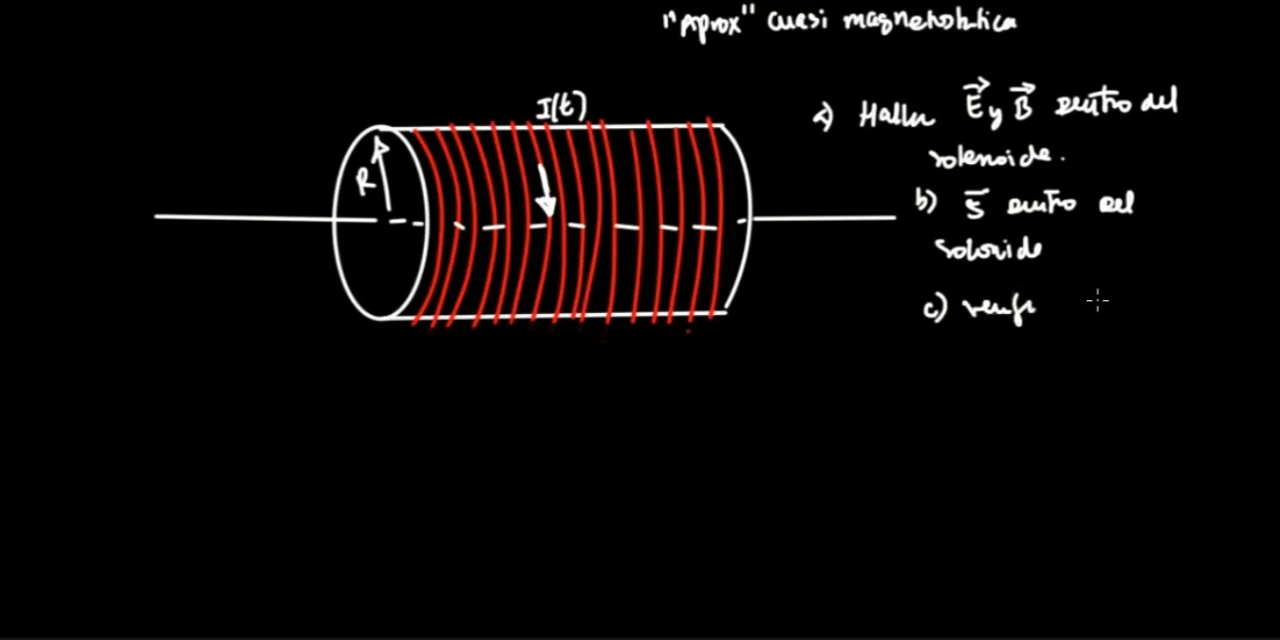 "Aprox" cuasi magnetostática
I(t)
R
a) Hallar E y B dentro del
solenoide.
b) S dentro del
solenoide
c) verifi